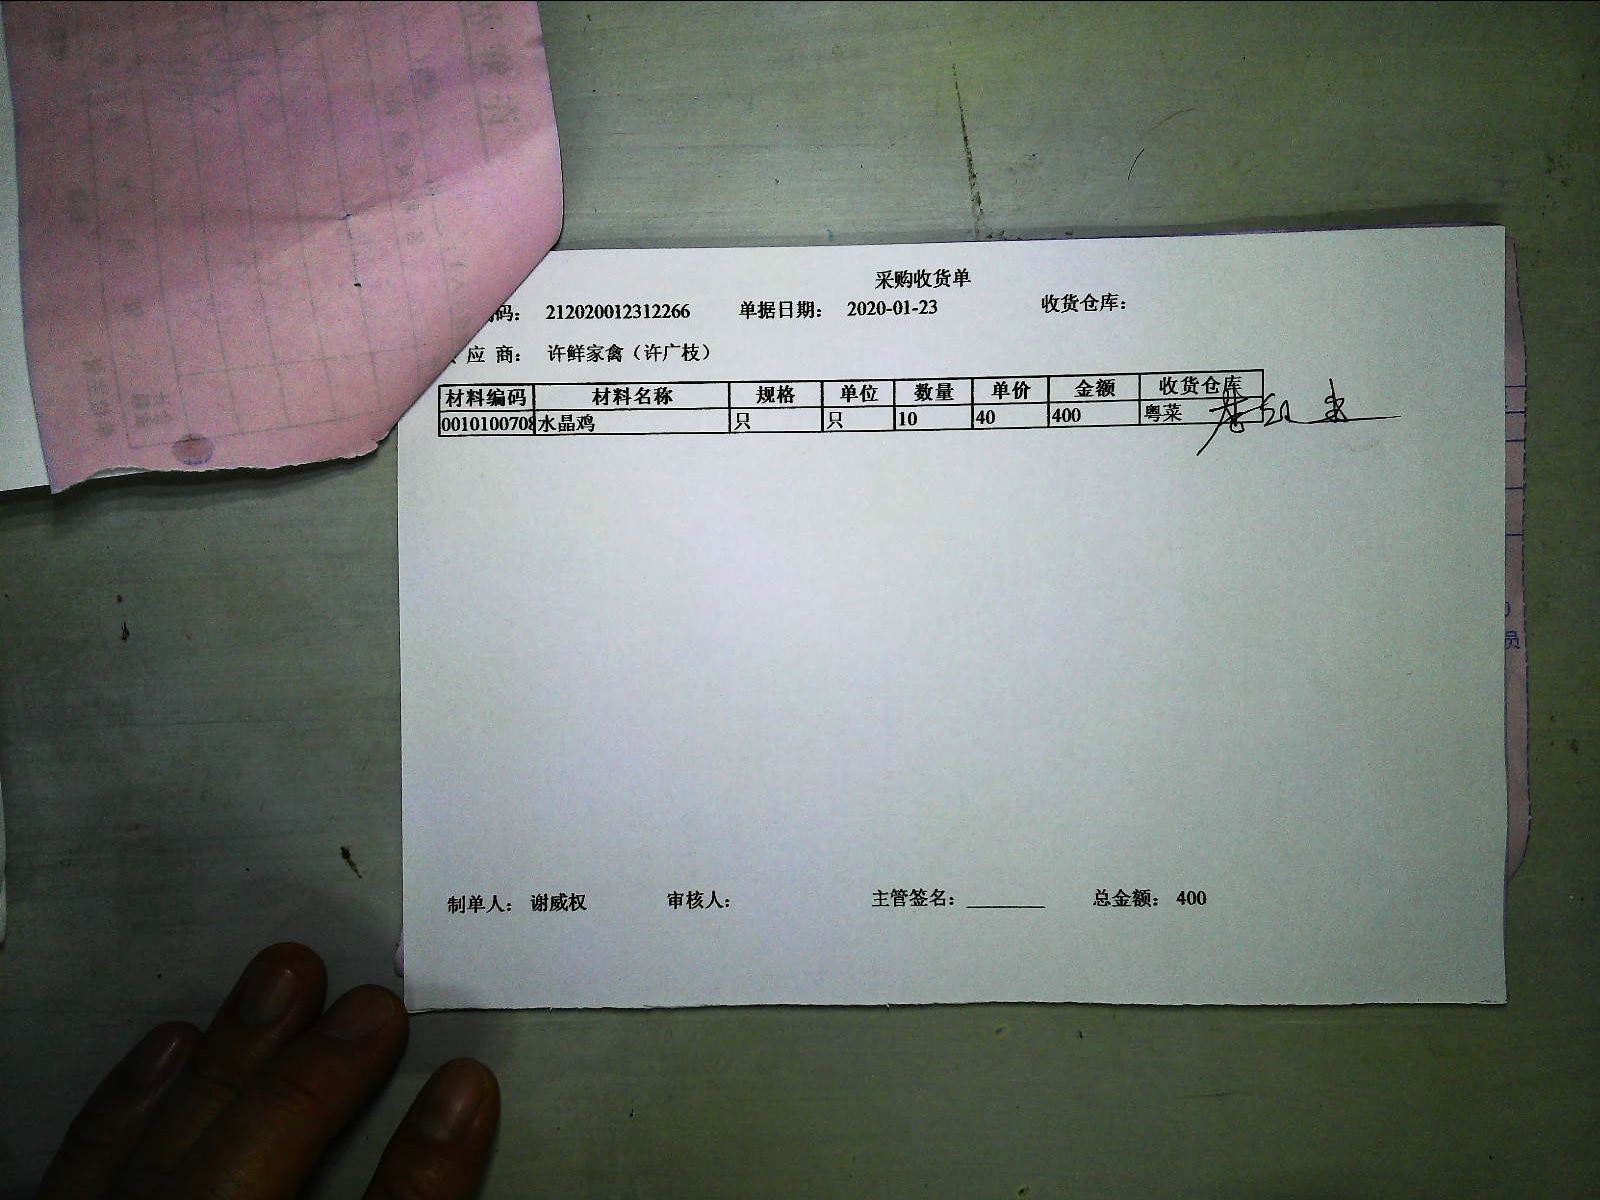 采购收货单
码： 212020012312266 单据日期： 2020-01-23 收货仓库：
应 商： 许鲜家禽（许广枝）
材料编码 材料名称 规格 单位 数量 单价 金额 收货仓库
0010100708 水晶鸡 只 只 10 40 400 粤菜
制单人： 谢威权 审核人： 主管签名：________ 总金额： 400
员